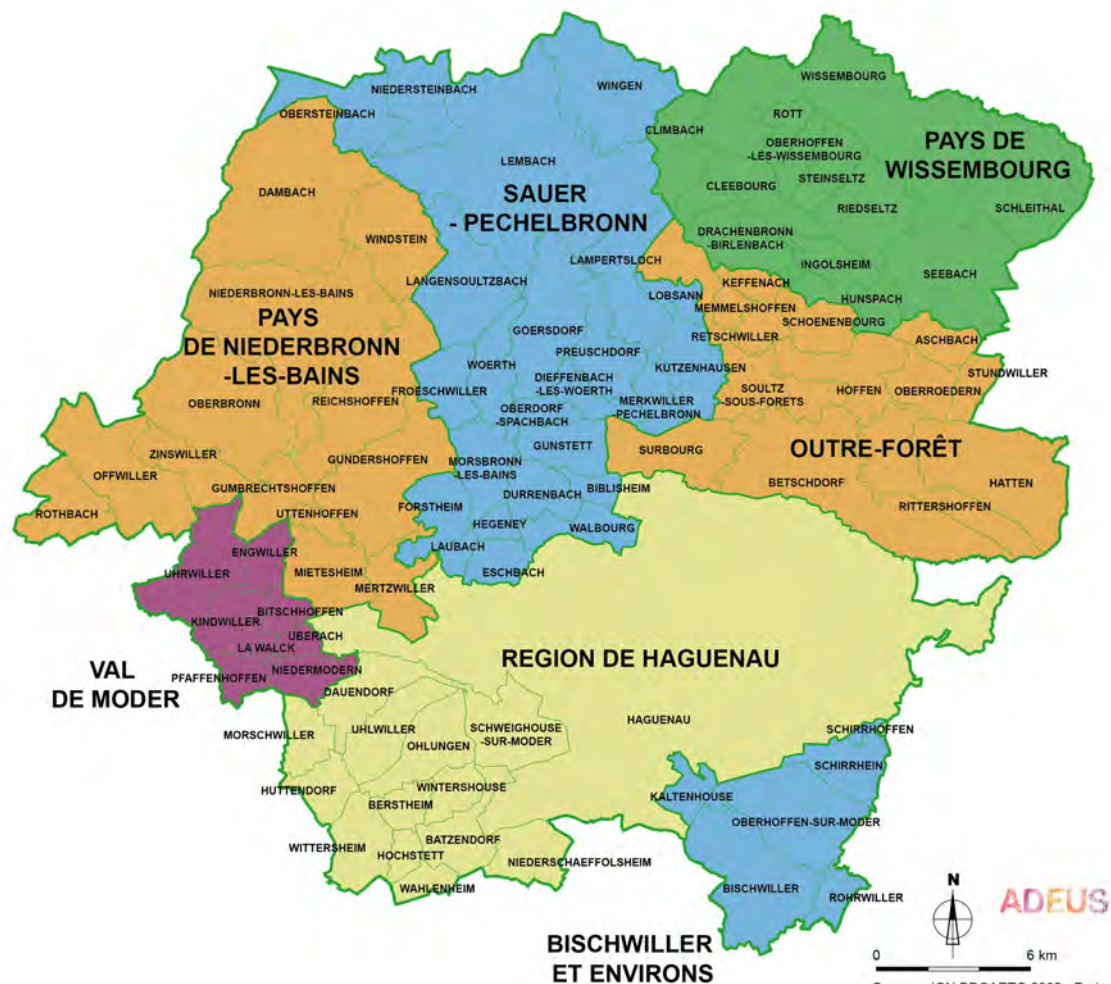 WISSEMBOURG
NIEDERSTEINBACH
WINGEN
OBERSTEINBACH
ROTT
CLIMBACH
OBERHOFFEN
-LES-WISSEMBOURG
PAYS DE
WISSEMBOURG
LEMBACH
STEINSELTZ
CLEEBOURG
DAMBACH
SAUER
- PECHELBRONN
RIEDSELTZ
SCHLEITHAL
DRACHENBRONN
-BIRLENBACH
WINDSTEIN
LAMPERTSLOCH
INGOLSHEIM
SEEBACH
LANGENSOULTZBACH
KEFFENACH
NIEDERBRONN-LES-BAINS
LOBSANN
HUNSPACH
MEMMELSHOFFEN
PAYS
DE NIEDERBRONN
-LES-BAINS
SCHOENENBOURG
GOERSDORF
RETSCHWILLER
ASCHBACH
PREUSCHDORF
WOERTH
KUTZENHAUSEN
STUNDWILLER
DIEFFENBACH
-LES-WOERTH
SOULTZ
-SOUS-FORETS
HOFFEN
OBERROEDERN
FROESCHWILLER
REICHSHOFFEN
OBERBRONN
MERKWILLER
-PECHELBRONN
OBERDORF
-SPACHBACH
GUNSTETT
SURBOURG
OUTRE-FORÊT
ZINSWILLER
GUNDERSHOFFEN
MORSBRONN
-LES-BAINS
OFFWILLER
BETSCHDORF
HATTEN
GUMBRECHTSHOFFEN
DURRENBACH
BIBLISHEIM
RITTERSHOFFEN
ROTHBACH
UTTENHOFFEN
FORSTHEIM
HEGENEY
WALBOURG
ENGWILLER
LAUBACH
UHRWILLER
MIETESHEIM
ESCHBACH
MERTZWILLER
BITSCHHOFFEN
KINDWILLER
UBERACH
LA WALCK
REGION DE HAGUENAU
VAL
DE MODER
NIEDERMODERN
PFAFFENHOFFEN
DAUENDORF
HAGUENAU
MORSCHWILLER
UHLWILLER
SCHWEIGHOUSE
-SUR-MODER
SCHIRRHOFFEN
OHLUNGEN
SCHIRRHEIN
HUTTENDORF
WINTERSHOUSE
KALTENHOUSE
BERSTHEIM
OBERHOFFEN-SUR-MODER
WITTERSHEIM
BATZENDORF
HOCHSTETT
NIEDERSCHAEFFOLSHEIM
WAHLENHEIM
BISCHWILLER
ROHRWILLER
N
ADEUS
BISCHWILLER
ET ENVIRONS
0 6 km